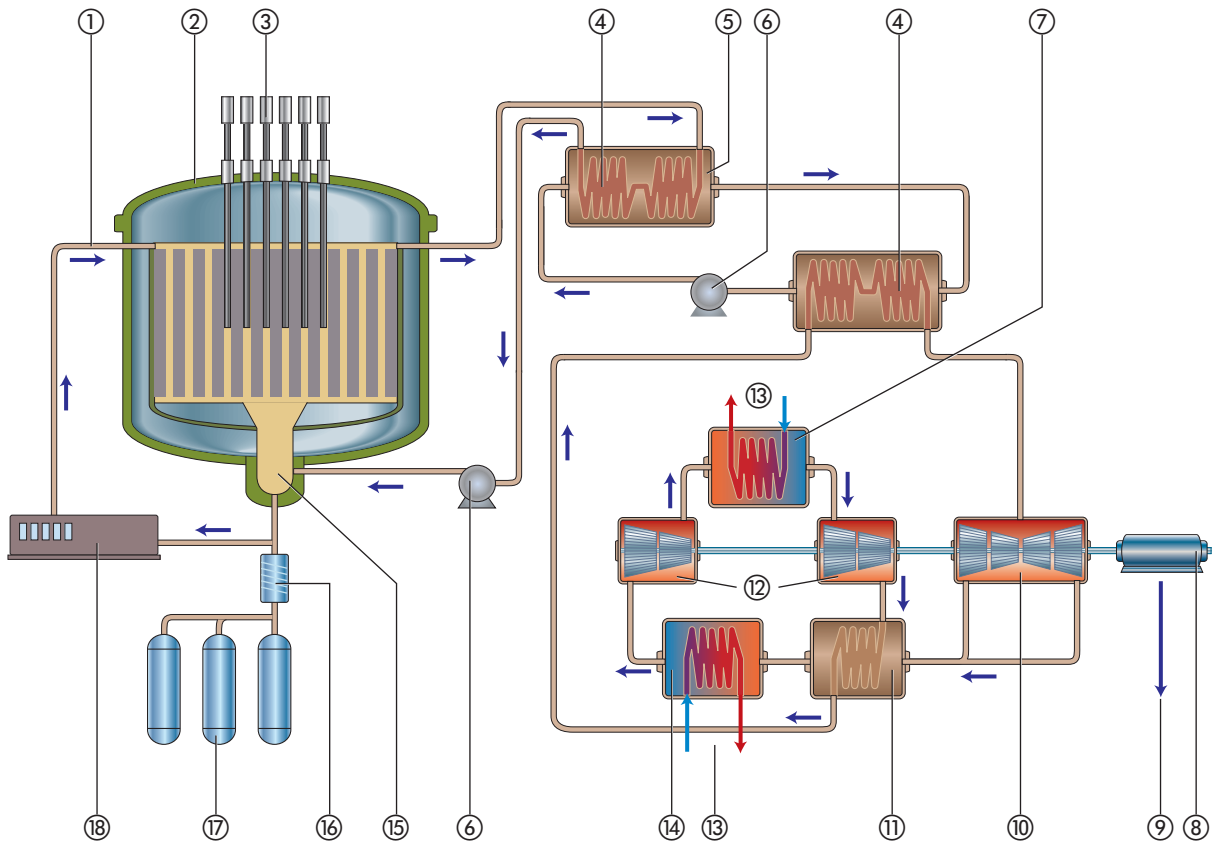 ① ② ③ ④ ⑤ ⑥ ④ ⑦
⑬
⑫
⑱ ⑰ ⑯ ⑮ ⑥ ⑭ ⑬ ⑪ ⑩ ⑨ ⑧